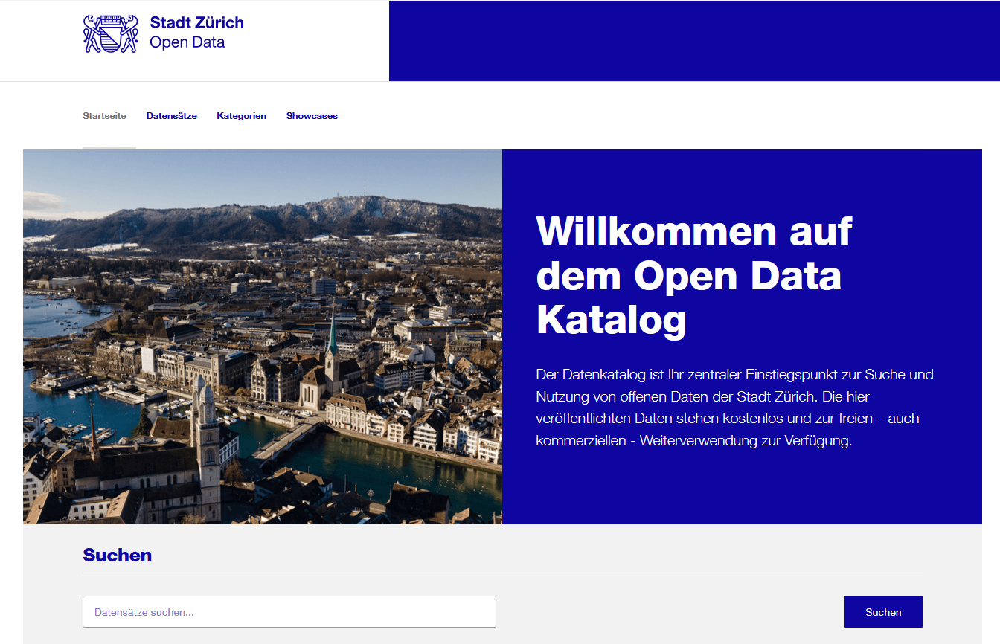 Stadt Zürich
Open Data
Startseite Datensätze Kategorien Showcases
Willkommen auf
dem Open Data
Katalog
Der Datenkatalog ist Ihr zentraler Einstiegspunkt zur Suche und
Nutzung von offenen Daten der Stadt Zürich. Die hier
veröffentlichten Daten stehen kostenlos und zur freien – auch
kommerziellen - Weiterverwendung zur Verfügung.
Suchen
Datensätze suchen...
Suchen